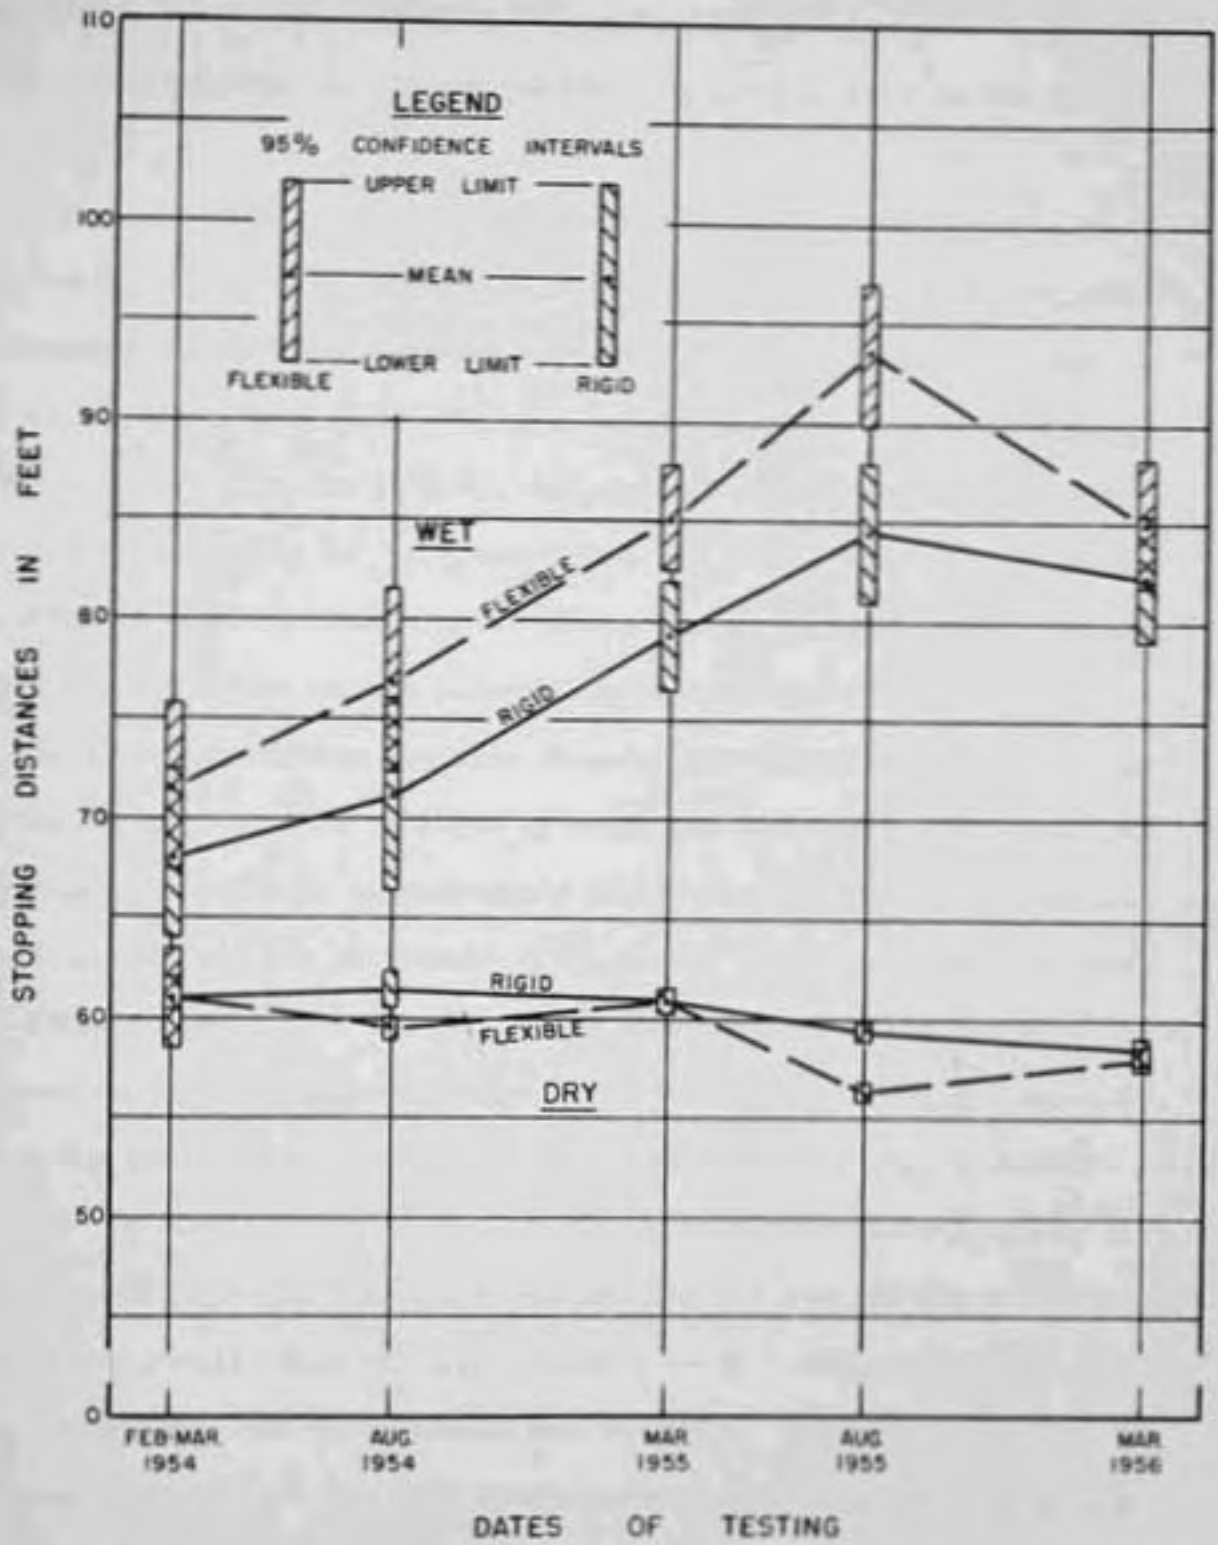 110
100
90
80
70
60
50
0
STOPPING DISTANCES IN FEET
LEGEND
95% CONFIDENCE INTERVALS
UPPER LIMIT
MEAN
LOWER LIMIT
FLEXIBLE
RIGID
WET
FLEXIBLE
RIGID
RIGID
FLEXIBLE
DRY
FEB-MAR. 1954
AUG. 1954
MAR. 1955
AUG. 1955
MAR. 1956
DATES OF TESTING